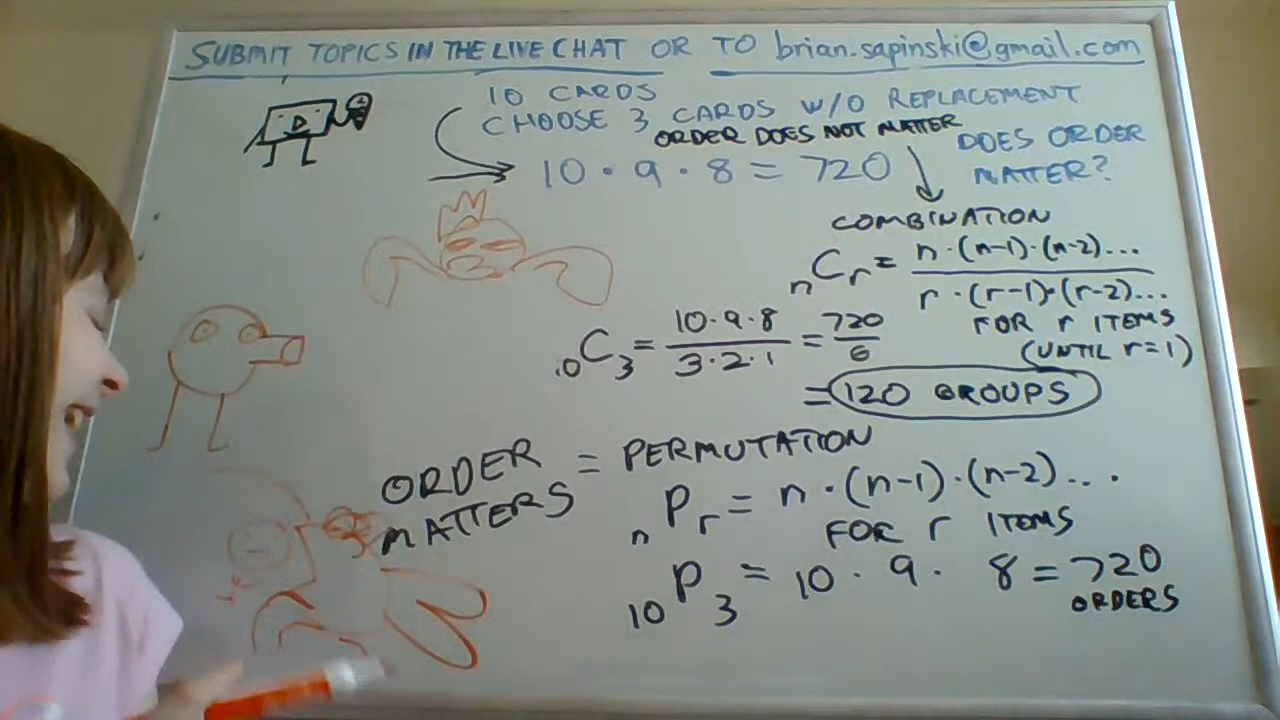 SUBMIT TOPICS IN THE LIVE CHAT OR TO brian.sapinski@gmail.com
10 CARDS
CHOOSE 3 CARDS W/O REPLACEMENT
ORDER DOES NOT MATTER
DOES ORDER
MATTER?
10 · 9 · 8 = 720
COMBINATION
nCr = n·(n-1)·(n-2)... / r·(r-1)·(r-2)...
FOR r ITEMS
(UNTIL r=1)
10C3 = 10·9·8 / 3·2·1 = 720 / 6
= 120 GROUPS
ORDER
MATTERS
= PERMUTATION
nPr = n·(n-1)·(n-2)...
FOR r ITEMS
10P3 = 10 · 9 · 8 = 720
ORDERS